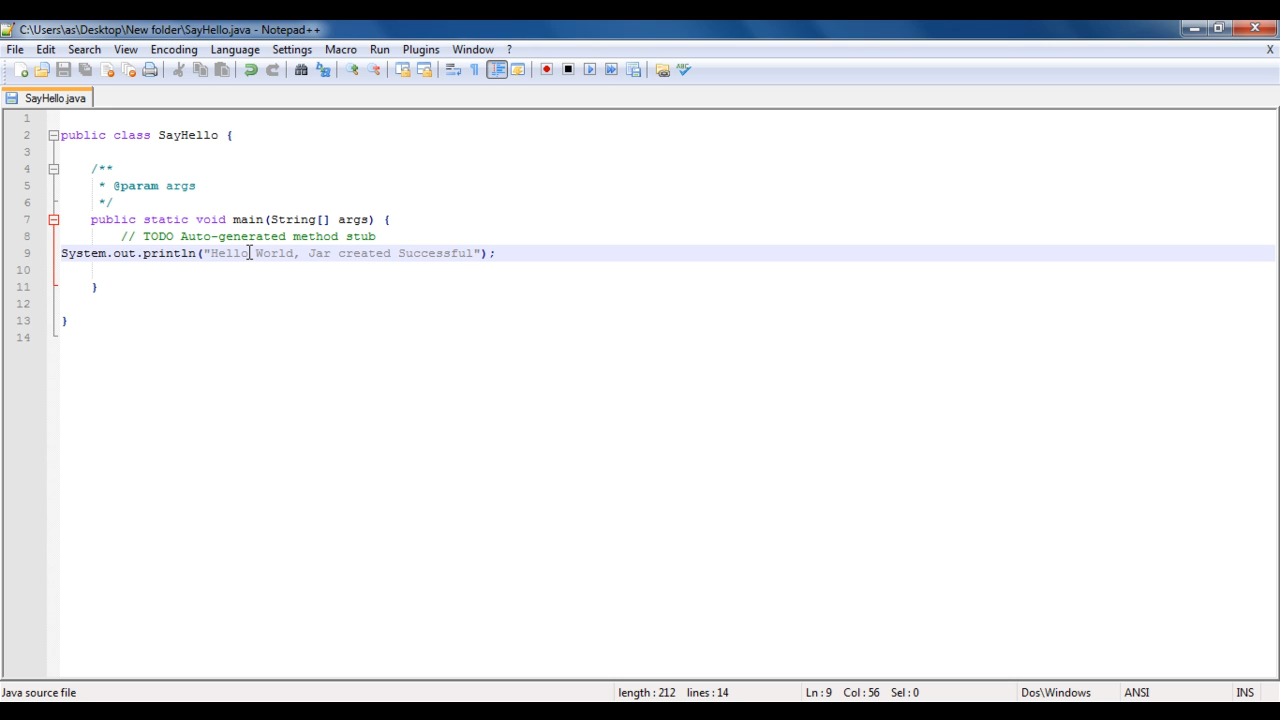 C:\Users\as\Desktop\New folder\SayHello.java - Notepad++
File Edit Search View Encoding Language Settings Macro Run Plugins Window ? X
SayHello.java
1
2 public class SayHello {
3
4 /**
5 * @param args
6 */
7 public static void main(String[] args) {
8 // TODO Auto-generated method stub
9 System.out.println("Hello World, Jar created Successful");
10
11 }
12
13 }
14
Java source file length : 212 lines : 14 Ln : 9 Col : 56 Sel : 0 Dos\Windows ANSI INS